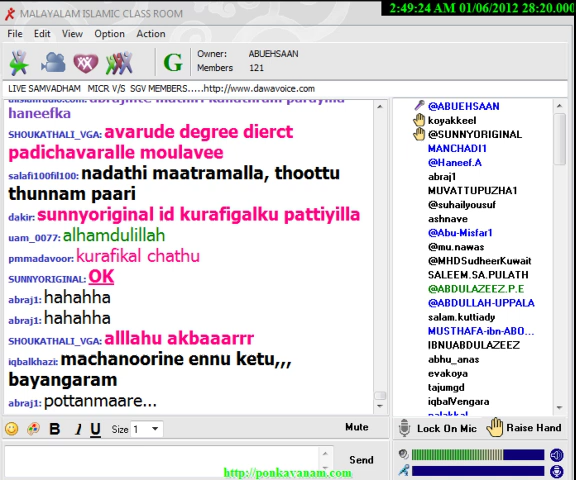 MALAYALAM ISLAMIC CLASS ROOM
2:49:24 AM 01/06/2012 28:20.000
File Edit View Option Action
G
Owner: ABUEHSAAN
Members 121
LIVE SAMVADHAM MICR V/S SGV MEMBERS.....http://www.dawavoice.com
haneefka
SHOUKATHALI_VGA: avarude degree dierct
padichavaralle moulavee
salafi100fil100: nadathi maatramalla, thoottu
thunnam paari
dakir: sunnyoriginal id kurafigalku pattiyilla
uam_0077: alhamdulillah
pmmadavoor: kurafikal chathu
SUNNYORIGINAL: OK
abraj1: hahahha
abraj1: hahahha
SHOUKATHALI_VGA: alllahu akbaaarrr
iqbalkhazi: machanoorine ennu ketu,,,
bayangaram
abraj1: pottanmaare...
@ABUEHSAAN
koyakkeel
@SUNNYORIGINAL
MANCHADI1
@Haneef.A
abraj1
MUVATTUPUZHA1
@suhailyousuf
ashnave
@Abu-Misfar1
@mu.nawas
@MHDSudheerKuwait
SALEEM.SA.PULATH
@ABDULAZEEZ.P.E
@ABDULLAH-UPPALA
salam.kuttiady
MUSTHAFA-ibn-ABO...
IBNUABDULAZEEZ
abhu_anas
evakoya
tajumgd
iqbalVengara
palakkal
B I U Size 1 Mute
Lock On Mic Raise Hand
Send
http://ponkavanam.com